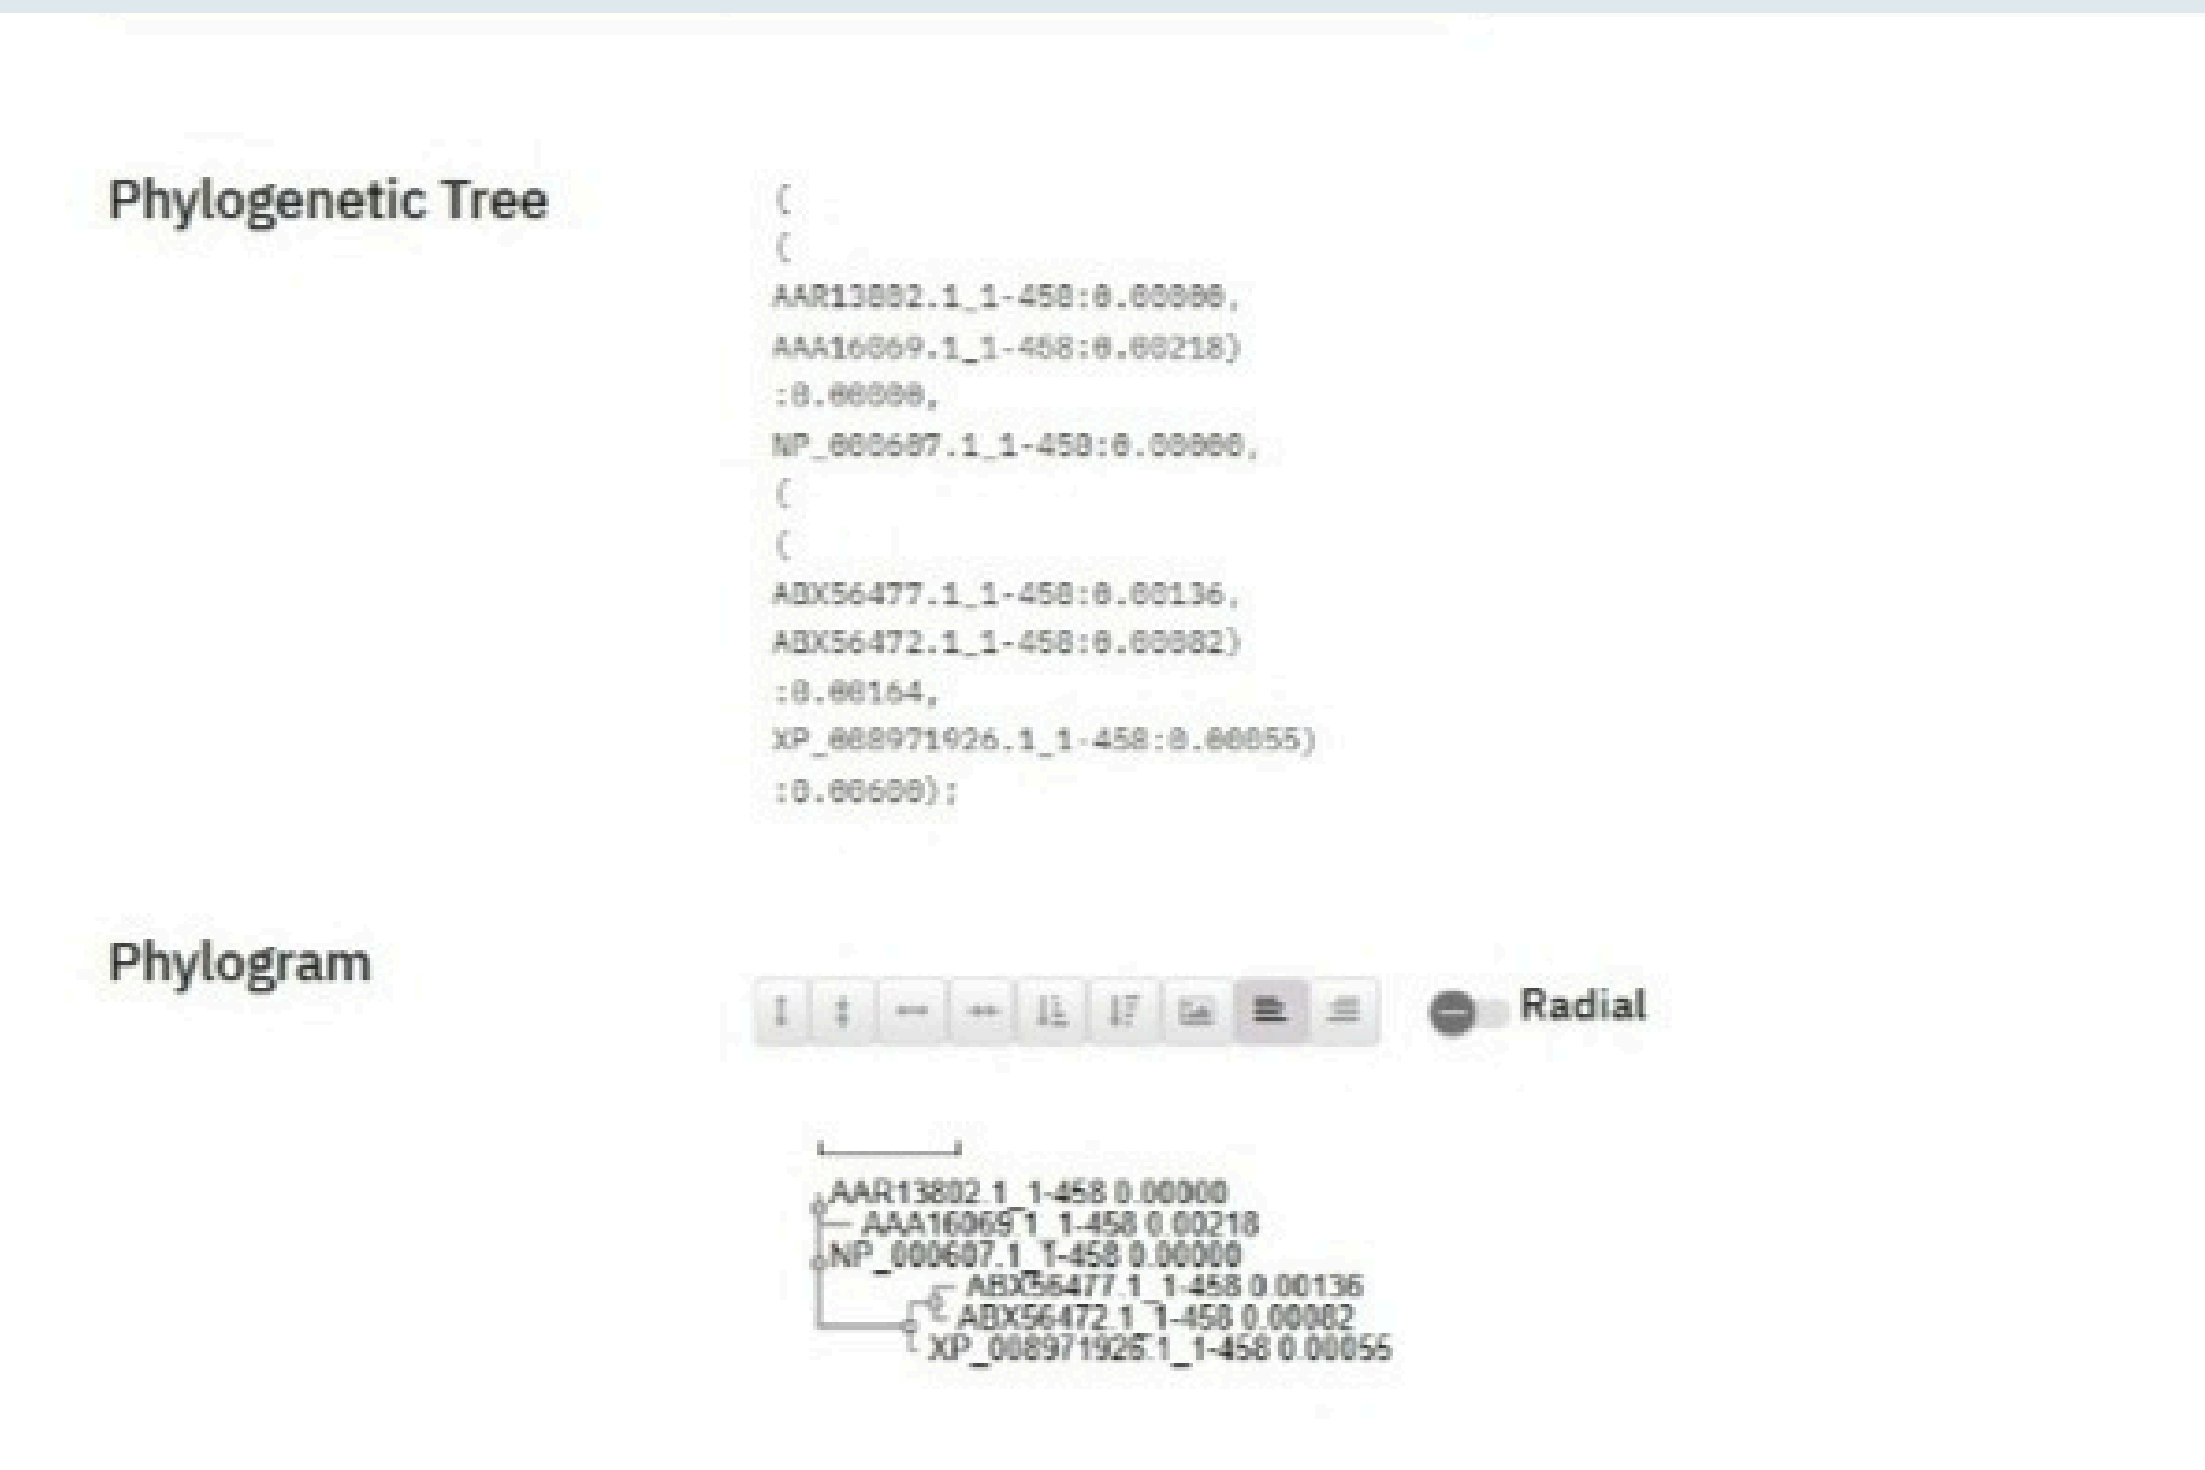 Phylogenetic Tree
(
(
AAR13802.1_1-458:0.00000,
AAA16069.1_1-458:0.00218)
:0.00000,
NP_000607.1_1-458:0.00000,
(
(
ABX56477.1_1-458:0.00136,
ABX56472.1_1-458:0.00082)
:0.00164,
XP_008971926.1_1-458:0.00055)
:0.00600);
Phylogram
Radial
AAR13802.1_1-458 0.00000
AAA16069.1_1-458 0.00218
NP_000607.1_1-458 0.00000
ABX56477.1_1-458 0.00136
ABX56472.1_1-458 0.00082
XP_008971926.1_1-458 0.00055